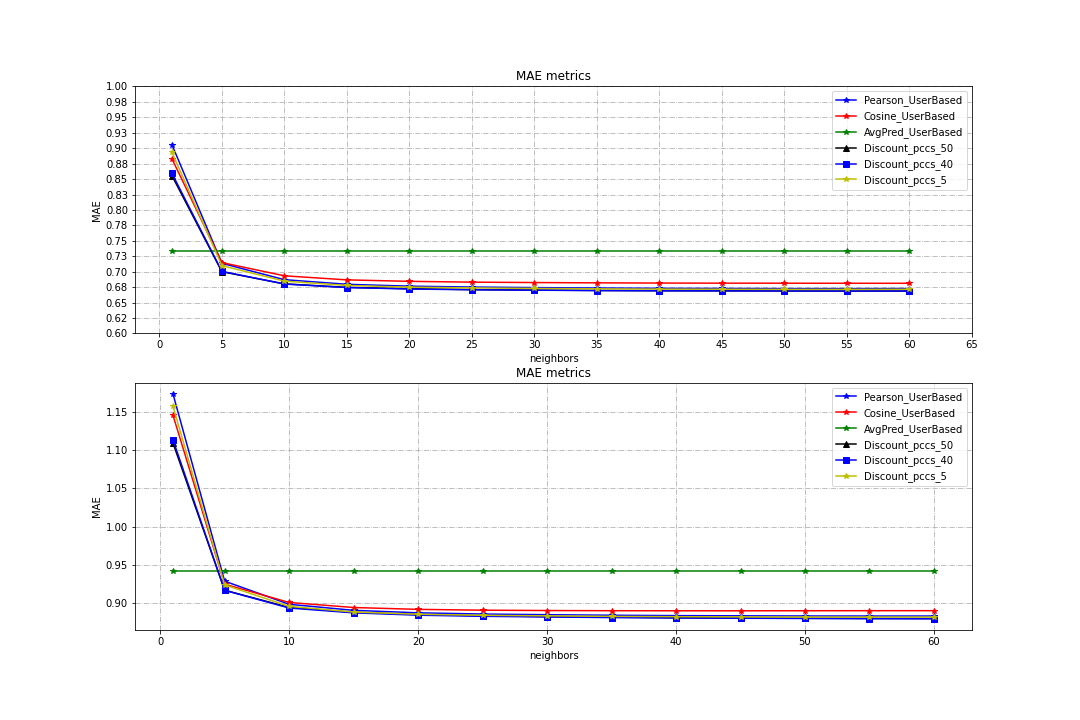 MAE metrics
1.00
0.98
0.95
0.93
0.90
0.88
0.85
0.83
0.80
0.78
0.75
0.73
0.70
0.68
0.65
0.62
0.60
MAE
Pearson_UserBased
Cosine_UserBased
AvgPred_UserBased
Discount_pccs_50
Discount_pccs_40
Discount_pccs_5
0 5 10 15 20 25 30 35 40 45 50 55 60 65
neighbors
MAE metrics
1.15
1.10
1.05
1.00
0.95
0.90
MAE
Pearson_UserBased
Cosine_UserBased
AvgPred_UserBased
Discount_pccs_50
Discount_pccs_40
Discount_pccs_5
0 10 20 30 40 50 60
neighbors